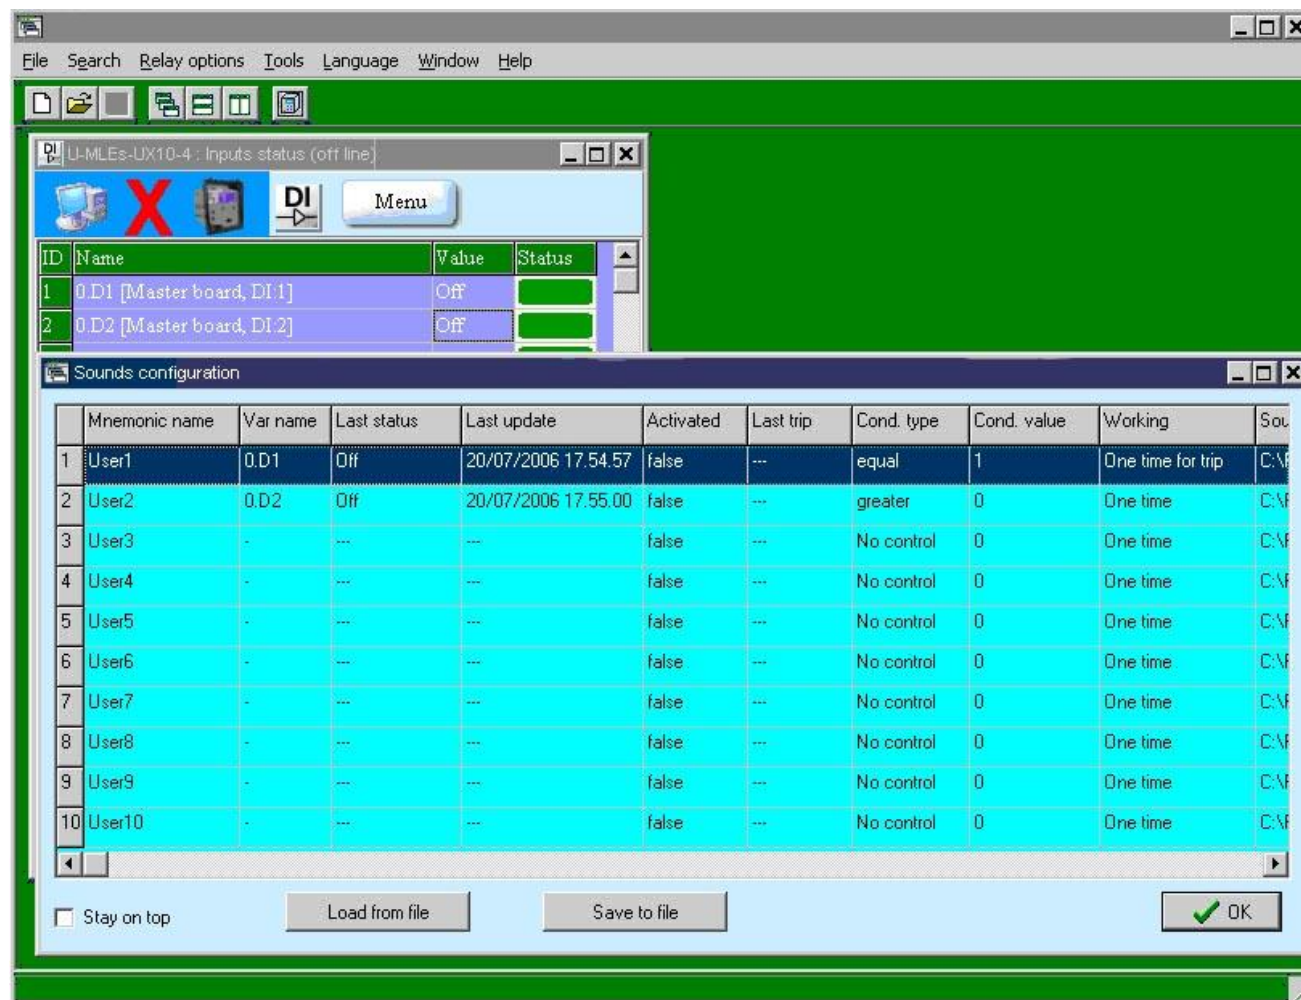 File Search Relay options Tools Language Window Help
U-MLEs-UX10-4 : Inputs status (off line)
DI Menu
ID Name Value Status
1 0.D1 [Master board, DI:1] Off
2 0.D2 [Master board, DI:2] Off
Sounds configuration
Mnemonic name Var name Last status Last update Activated Last trip Cond. type Cond. value Working Sou
1 User1 0.D1 Off 20/07/2006 17.54.57 false --- equal 1 One time for trip C:\
2 User2 0.D2 Off 20/07/2006 17.55.00 false --- greater 0 One time C:\
3 User3 - --- --- false --- No control 0 One time C:\
4 User4 - --- --- false --- No control 0 One time C:\
5 User5 - --- --- false --- No control 0 One time C:\
6 User6 - --- --- false --- No control 0 One time C:\
7 User7 - --- --- false --- No control 0 One time C:\
8 User8 - --- --- false --- No control 0 One time C:\
9 User9 - --- --- false --- No control 0 One time C:\
10 User10 - --- --- false --- No control 0 One time C:\
Stay on top Load from file Save to file OK